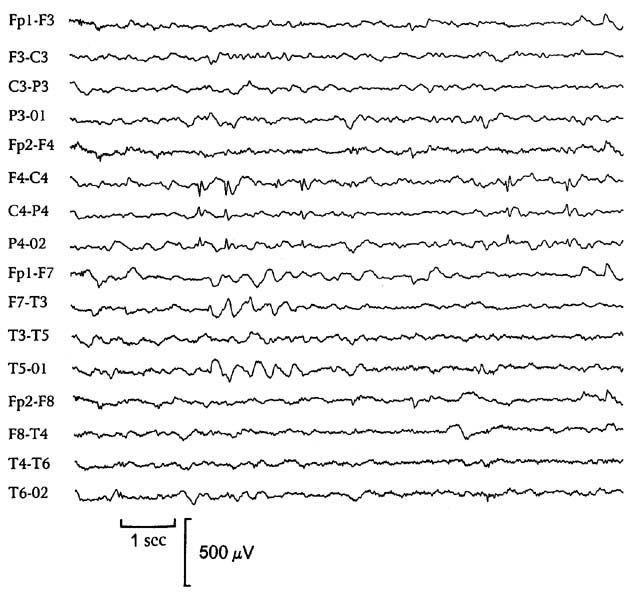 Fp1-F3
F3-C3
C3-P3
P3-01
Fp2-F4
F4-C4
C4-P4
P4-02
Fp1-F7
F7-T3
T3-T5
T5-01
Fp2-F8
F8-T4
T4-T6
T6-02
1 scc
500 µV